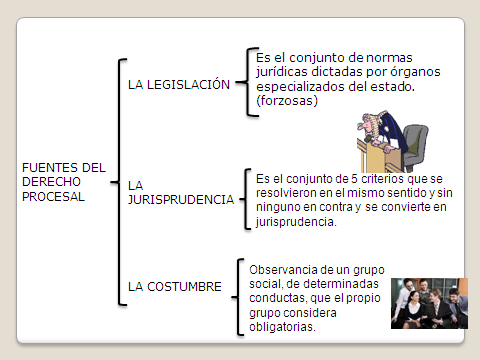 FUENTES DEL
DERECHO
PROCESAL
LA LEGISLACIÓN
Es el conjunto de normas
jurídicas dictadas por órganos
especializados del estado.
(forzosas)
LA
JURISPRUDENCIA
Es el conjunto de 5 criterios que se
resolvieron en el mismo sentido y sin
ninguno en contra y se convierte en
jurisprudencia.
LA COSTUMBRE
Observancia de un grupo
social, de determinadas
conductas, que el propio
grupo considera
obligatorias.